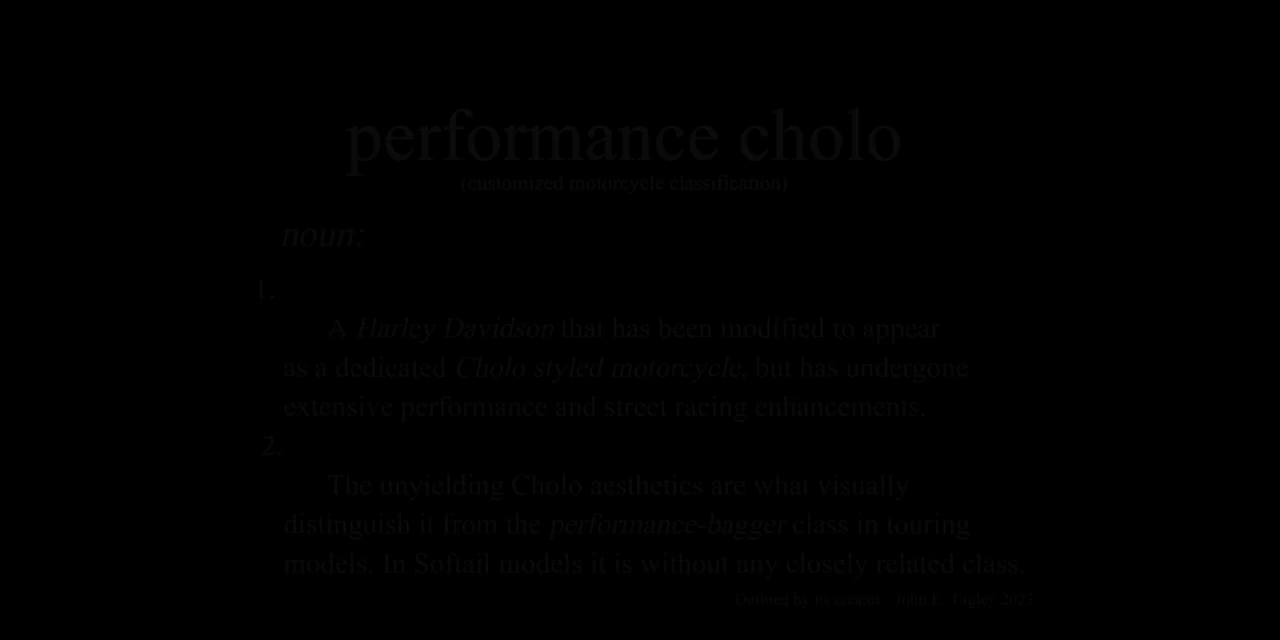 performance cholo
(customized motorcycle classification)
noun:
1.
A Harley Davidson that has been modified to appear
as a dedicated Cholo styled motorcycle, but has undergone
extensive performance and street racing enhancements.
2.
The unyielding Cholo aesthetics are what visually
distinguish it from the performance-bagger class in touring
models. In Softail models it is without any closely related class.
Defined by its creator John E. 2023